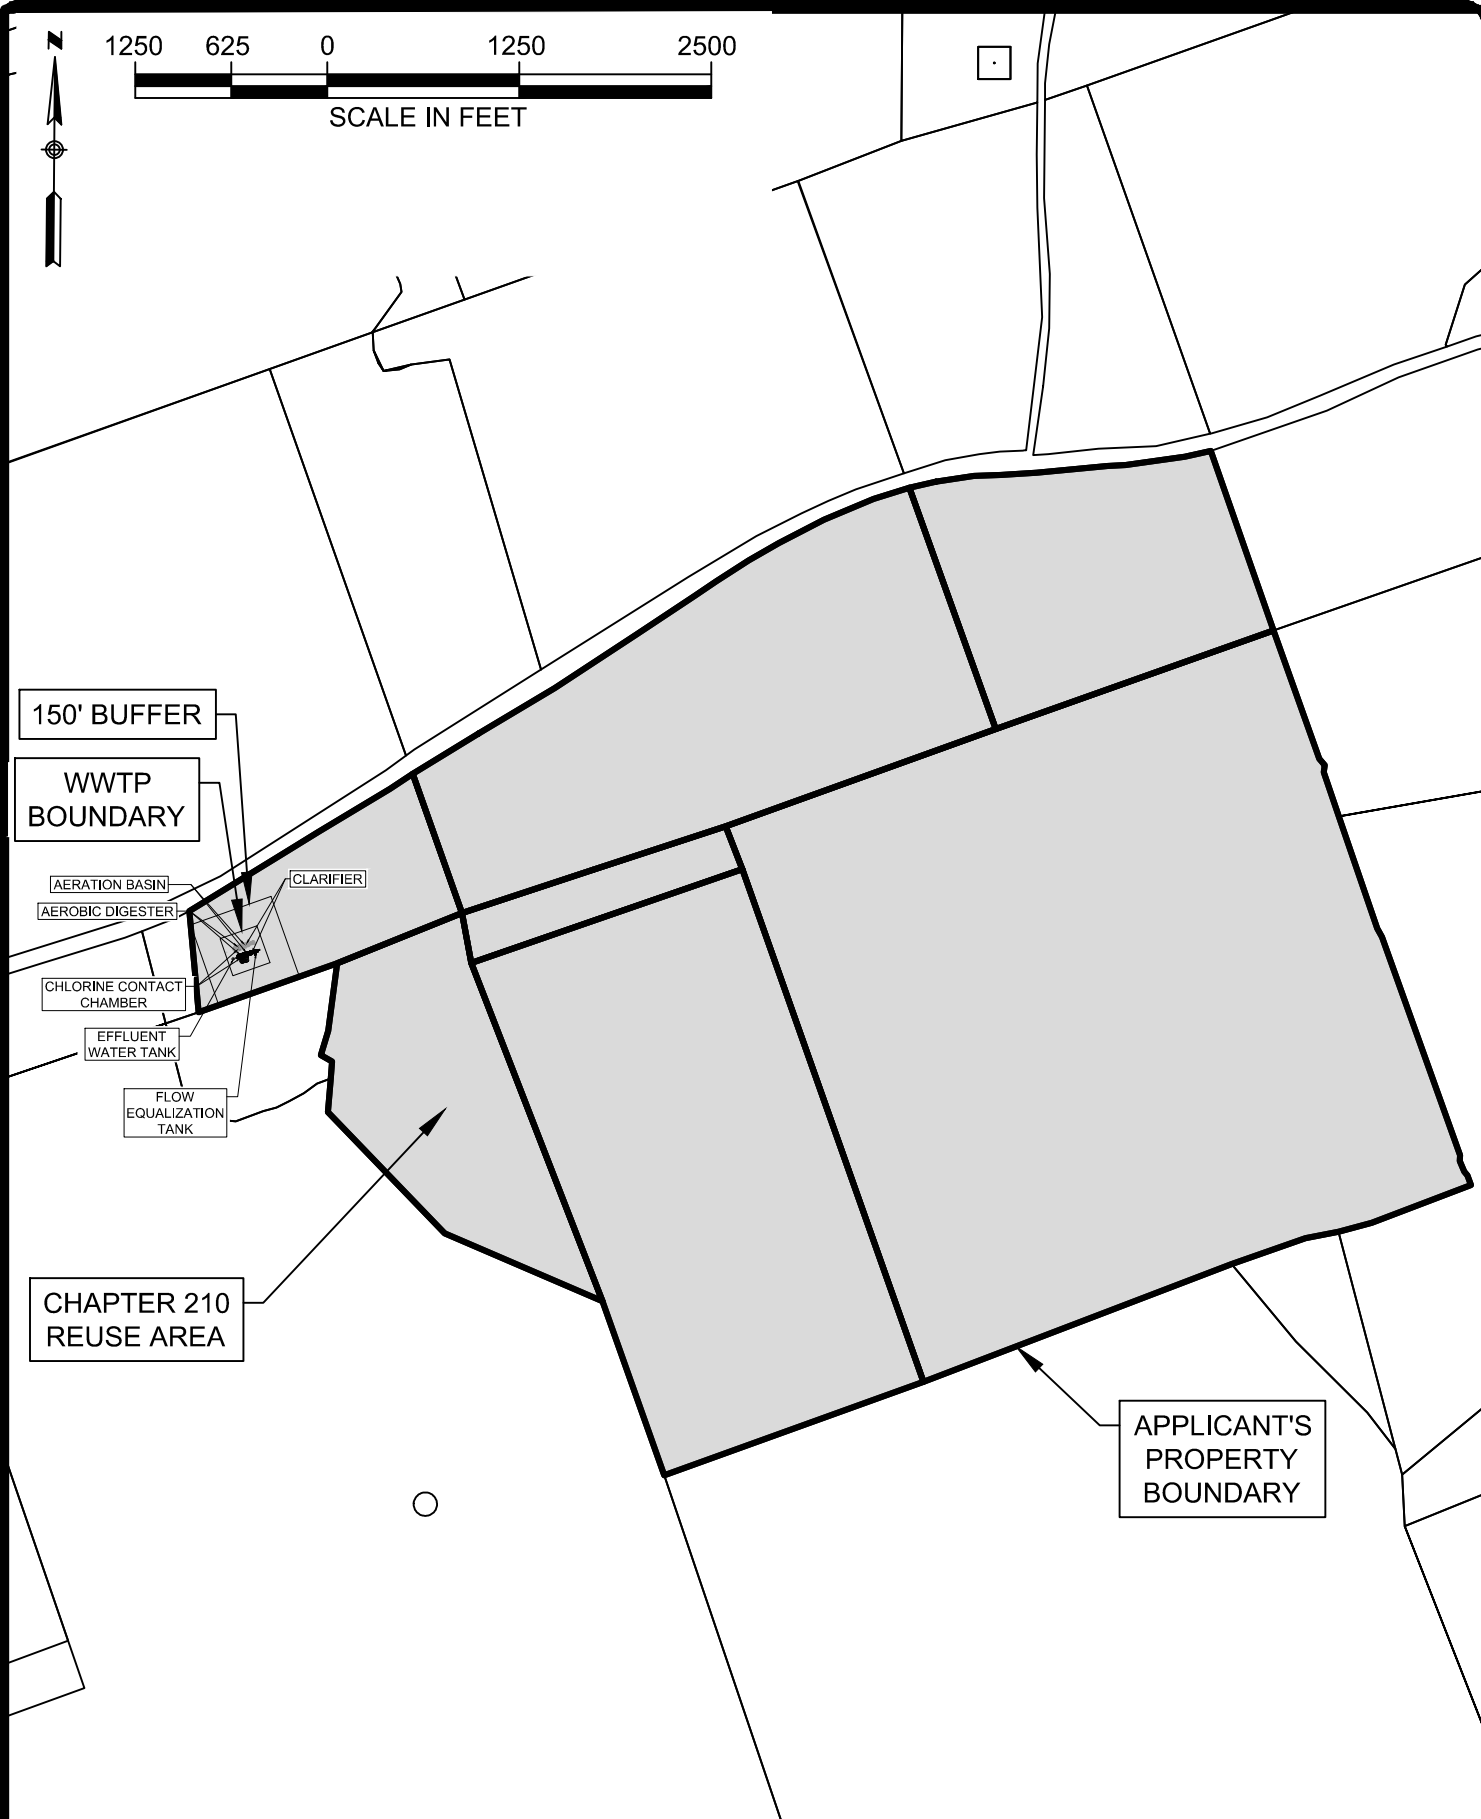 N
1250 625 0 1250 2500
SCALE IN FEET
150' BUFFER
WWTP
BOUNDARY
AERATION BASIN
CLARIFIER
AEROBIC DIGESTER
CHLORINE CONTACT
CHAMBER
EFFLUENT
WATER TANK
FLOW
EQUALIZATION
TANK
CHAPTER 210
REUSE AREA
APPLICANT'S
PROPERTY
BOUNDARY